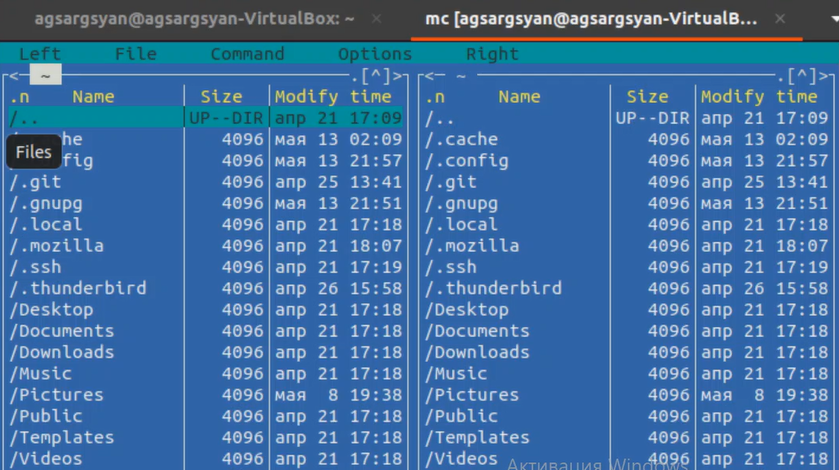 agsargsyan@agsargsyan-VirtualBox: ~ ×
mc [agsargsyan@agsargsyan-VirtualB... ×
Left File Command Options Right
<- ~ .[^]> <- ~ .[^]>
.n Name Size Modify time .n Name Size Modify time
/.. UP--DIR апр 21 17:09 /.. UP--DIR апр 21 17:09
he 4096 мая 13 02:09 /.cache 4096 мая 13 02:09
Files
fig 4096 мая 13 21:57 /.config 4096 мая 13 21:57
/.git 4096 апр 25 13:41 /.git 4096 апр 25 13:41
/.gnupg 4096 мая 13 21:51 /.gnupg 4096 мая 13 21:51
/.local 4096 апр 21 17:18 /.local 4096 апр 21 17:18
/.mozilla 4096 апр 21 18:07 /.mozilla 4096 апр 21 18:07
/.ssh 4096 апр 21 17:19 /.ssh 4096 апр 21 17:19
/.thunderbird 4096 апр 26 15:58 /.thunderbird 4096 апр 26 15:58
/Desktop 4096 апр 21 17:18 /Desktop 4096 апр 21 17:18
/Documents 4096 апр 21 17:18 /Documents 4096 апр 21 17:18
/Downloads 4096 апр 21 17:18 /Downloads 4096 апр 21 17:18
/Music 4096 апр 21 17:18 /Music 4096 апр 21 17:18
/Pictures 4096 мая 8 19:38 /Pictures 4096 мая 8 19:38
/Public 4096 апр 21 17:18 /Public 4096 апр 21 17:18
/Templates 4096 апр 21 17:18 /Templates 4096 апр 21 17:18
/Videos 4096 апр 21 17:18 /Videos 4096 апр 21 17:18
Активация Windows